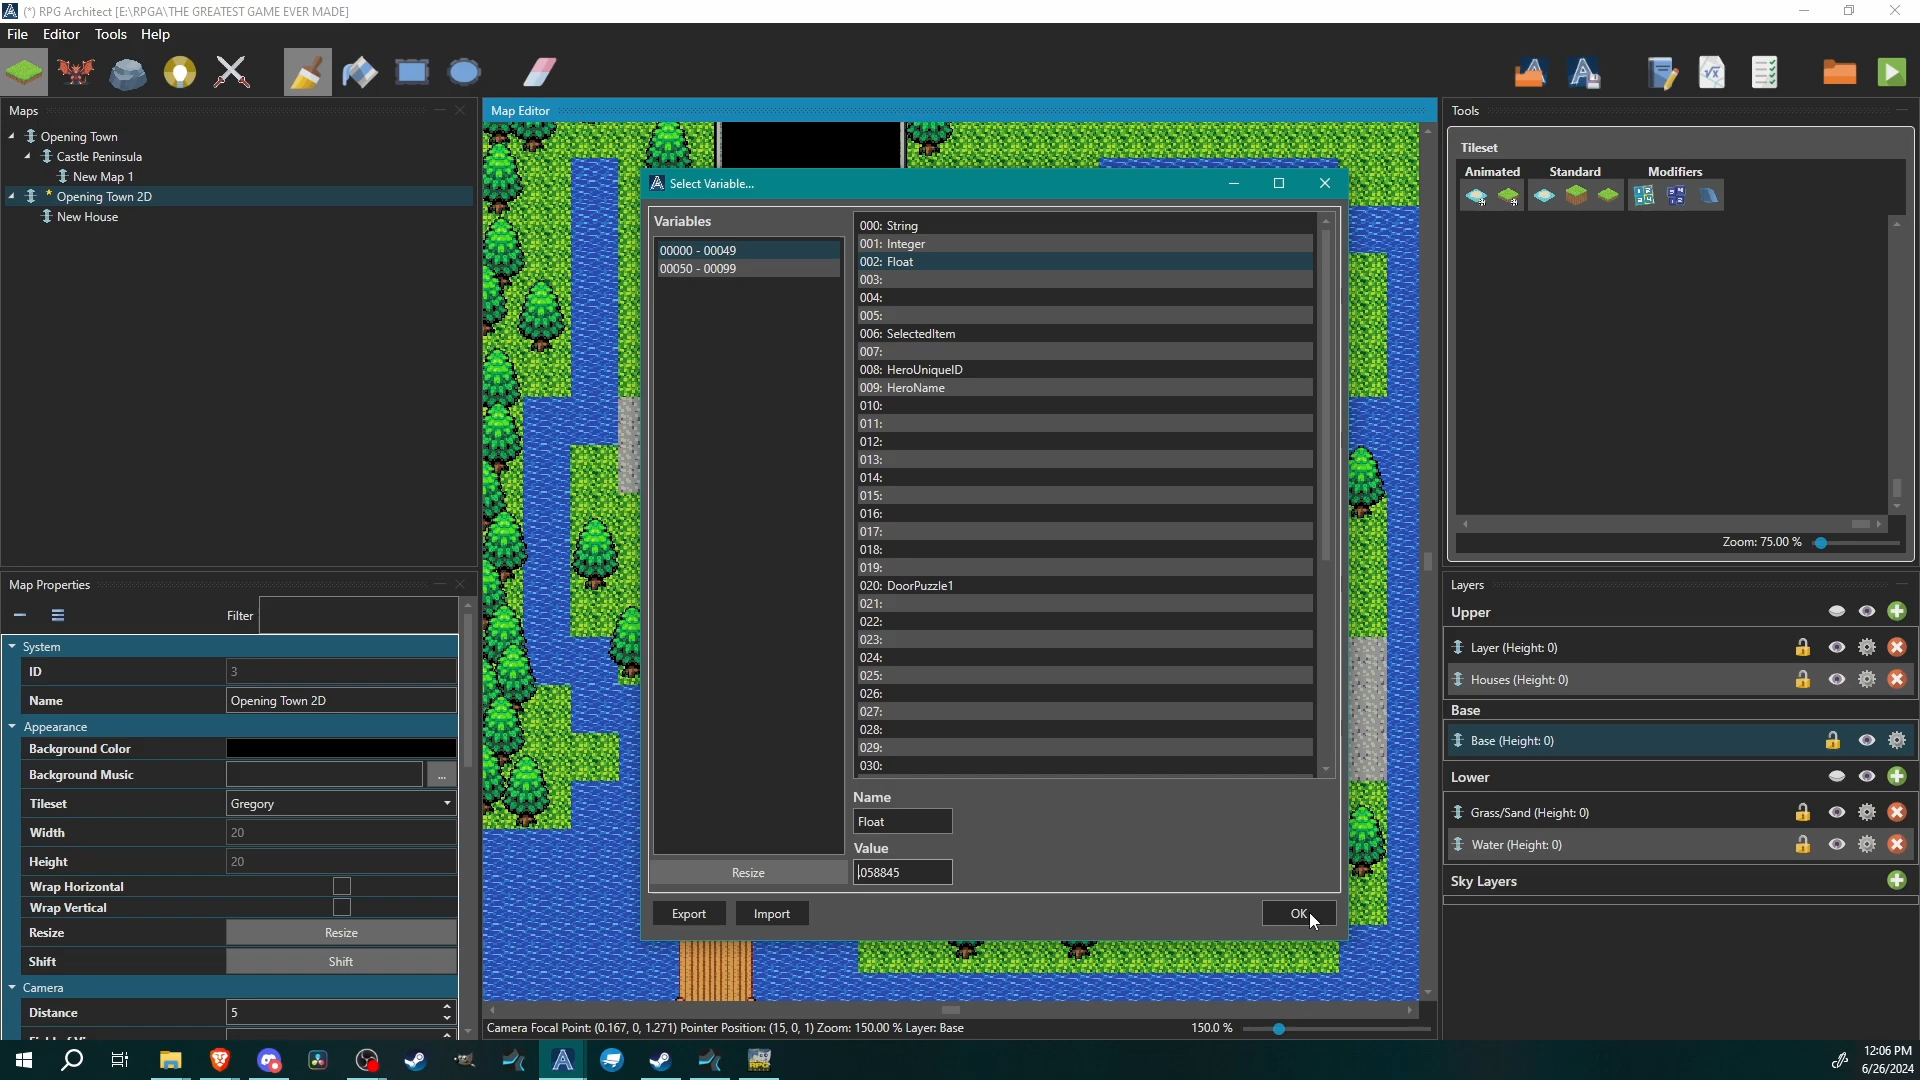 (*) RPG Architect [E:\RPGA\THE GREATEST GAME EVER MADE]
File Editor Tools Help
Maps
Opening Town
Castle Peninsula
New Map 1
Opening Town 2D
New House
Map Editor
Select Variable...
Variables
00000 - 00049
00050 - 00099
000: String
001: Integer
002: Float
003:
004:
005:
006: SelectedItem
007:
008: HeroUniqueID
009: HeroName
010:
011:
012:
013:
014:
015:
016:
017:
018:
019:
020: DoorPuzzle1
021:
022:
023:
024:
025:
026:
027:
028:
029:
030:
Name
Float
Value
.058845
Resize
Export Import OK
Tools
Tileset
Animated Standard Modifiers
Zoom: 75.00 %
Map Properties
Filter
System
ID 3
Name Opening Town 2D
Appearance
Background Color
Background Music ...
Tileset Gregory
Width 20
Height 20
Wrap Horizontal
Wrap Vertical
Resize Resize
Shift Shift
Camera
Distance 5
Layers
Upper
Layer (Height: 0)
Houses (Height: 0)
Base
Base (Height: 0)
Lower
Grass/Sand (Height: 0)
Water (Height: 0)
Sky Layers
Camera Focal Point: (0.167, 0, 1.271) Pointer Position: (15, 0, 1) Zoom: 150.00 % Layer: Base
150.0 %
12:06 PM
6/26/2024